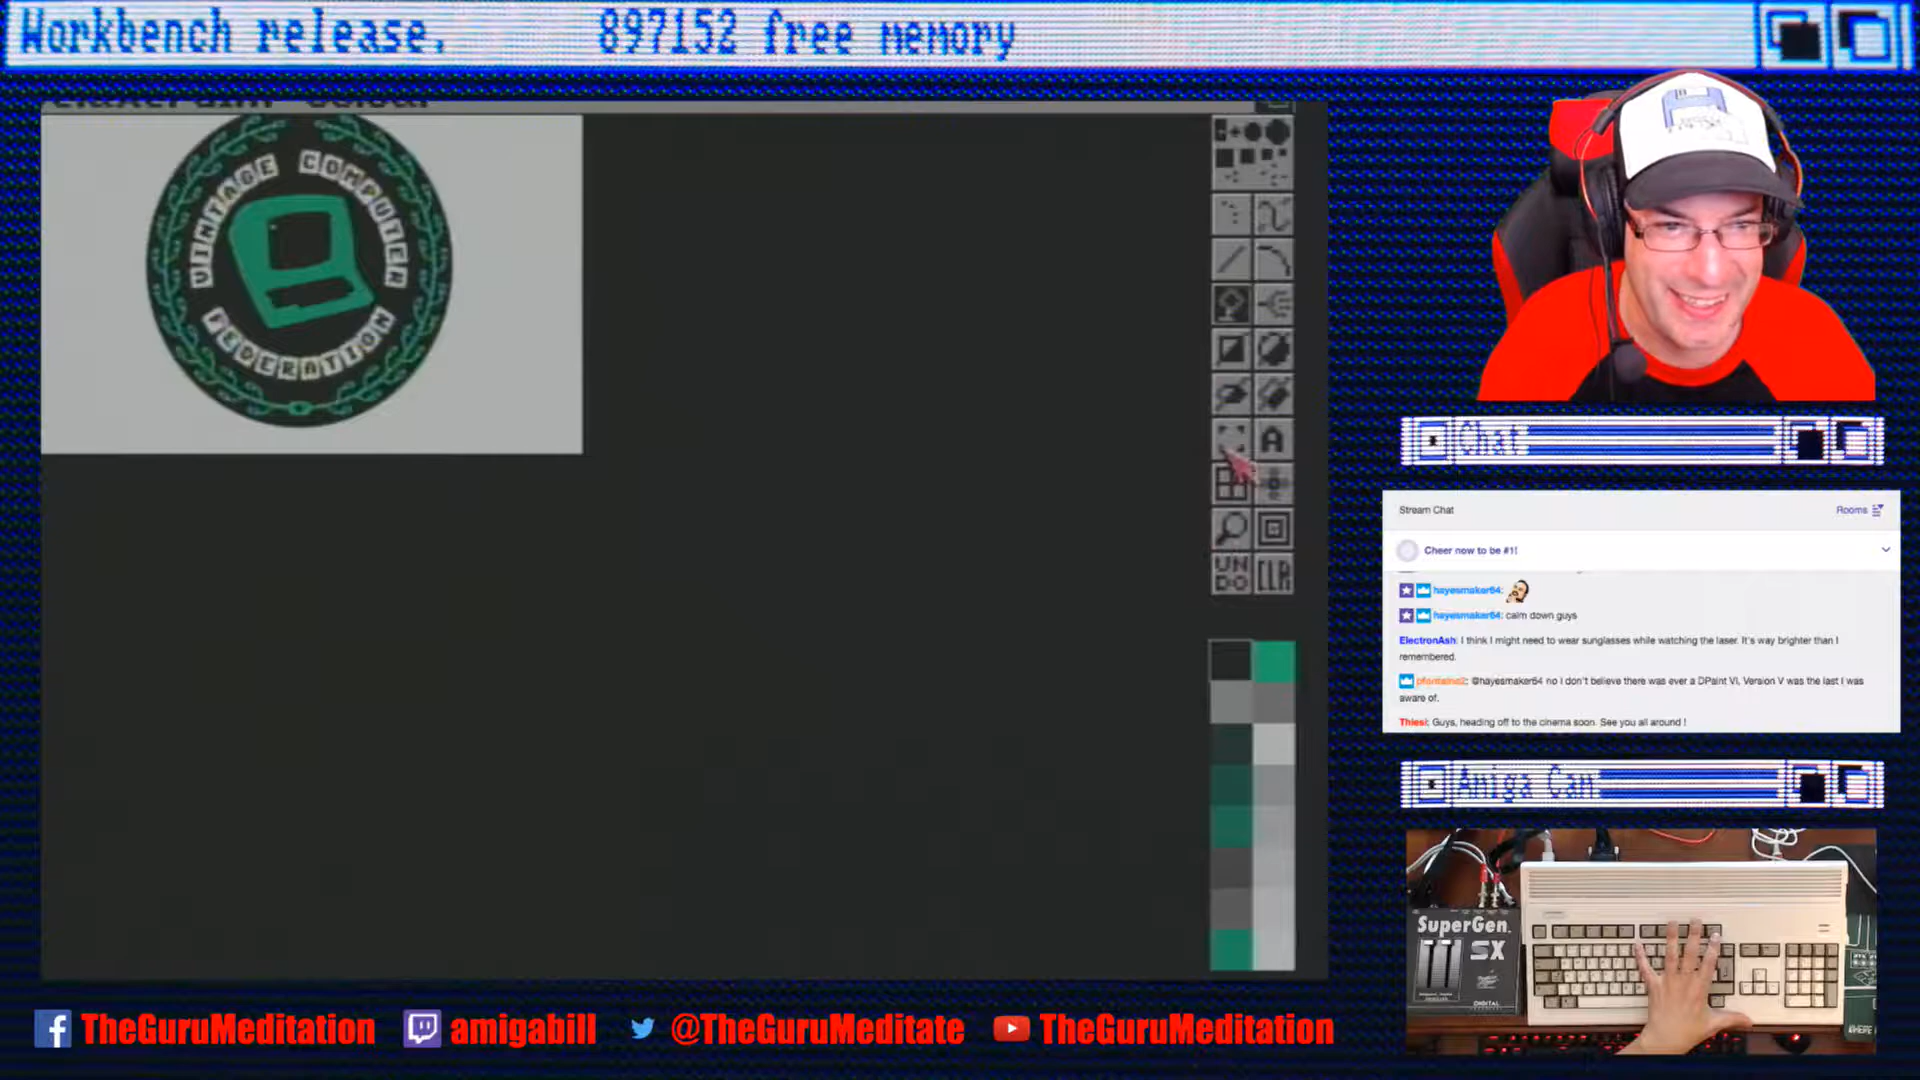 Workbench release.    897152 free memory
VINTAGE COMPUTER
FEDERATION
A
UN
DO
CLR
Chat
Stream Chat
Rooms
Cheer now to be #1!
hayesmaker64:
hayesmaker64: calm down guys
ElectronAsh: I think I might need to wear sunglasses while watching the laser. It's way brighter than I
remembered.
pfontaine2: @hayesmaker64 no I don't believe there was ever a DPaint VI, Version V was the last I was
aware of.
Thiesi: Guys, heading off to the cinema soon. See you all around !
Amiga Cam
SuperGen
SX
DIGITAL
TheGuruMeditation
amigabill
@TheGuruMeditate
TheGuruMeditation